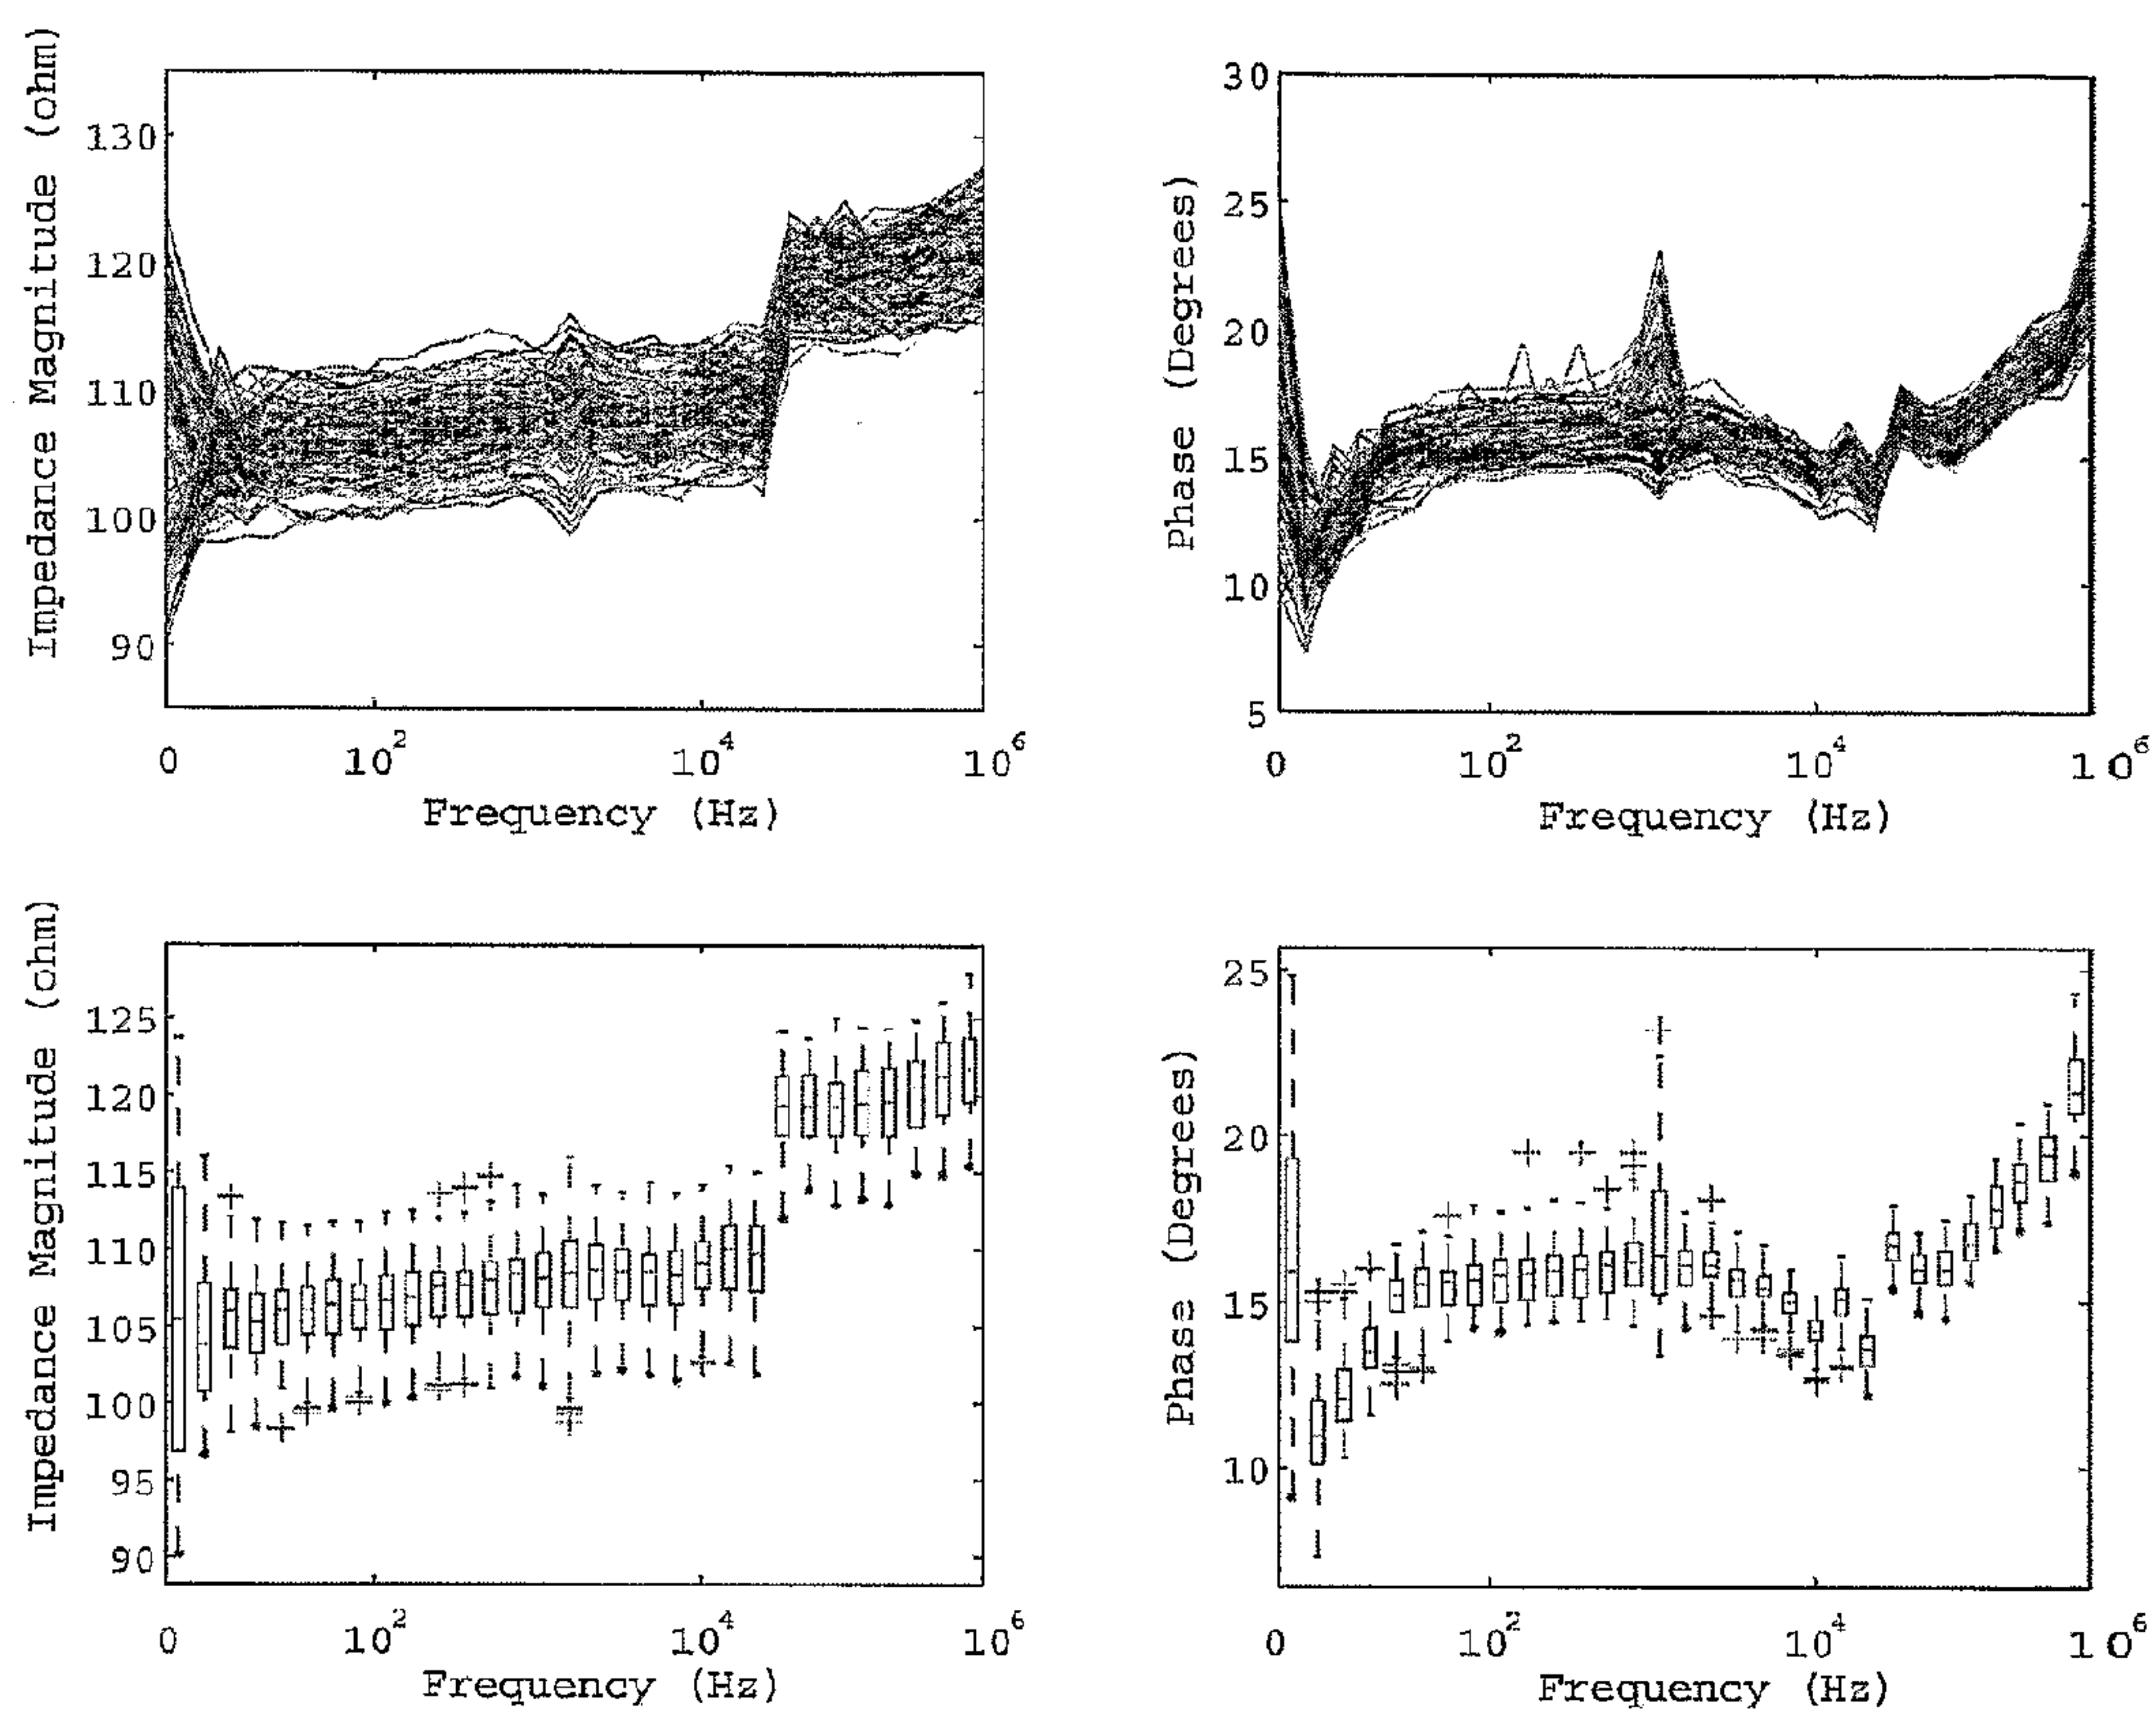 Impedance Magnitude (ohm)
130
120
110
100
90
0 10² 10⁴ 10⁶
Frequency (Hz)
Phase (Degrees)
30
25
20
15
10
5
0 10² 10⁴ 10⁶
Frequency (Hz)
Impedance Magnitude (ohm)
125
120
115
110
105
100
95
90
0 10² 10⁴ 10⁶
Frequency (Hz)
Phase (Degrees)
25
20
15
10
0 10² 10⁴ 10⁶
Frequency (Hz)